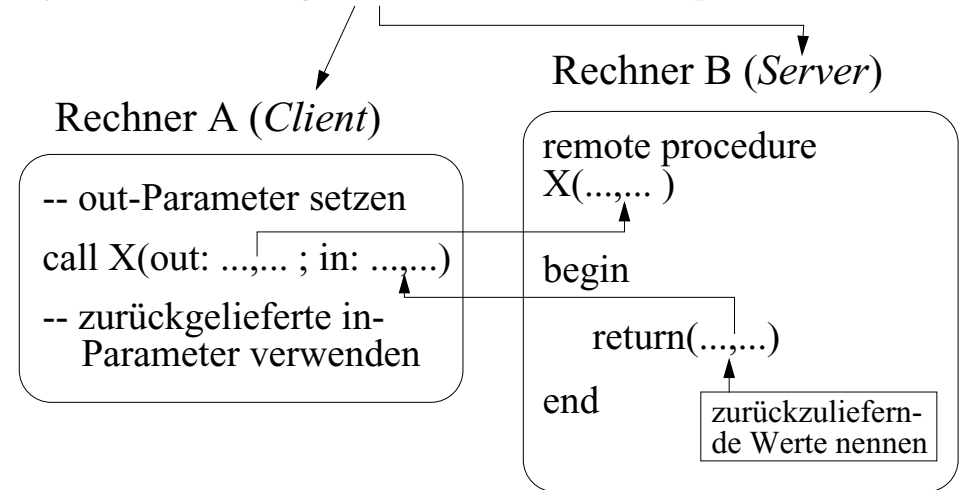 Rechner B (Server)
Rechner A (Client)
-- out-Parameter setzen
call X(out: ...,... ; in: ...,...)
-- zurückgelieferte in-
Parameter verwenden
remote procedure
X(...,... )
begin
return(...,...)
end
zurückzuliefern-
de Werte nennen